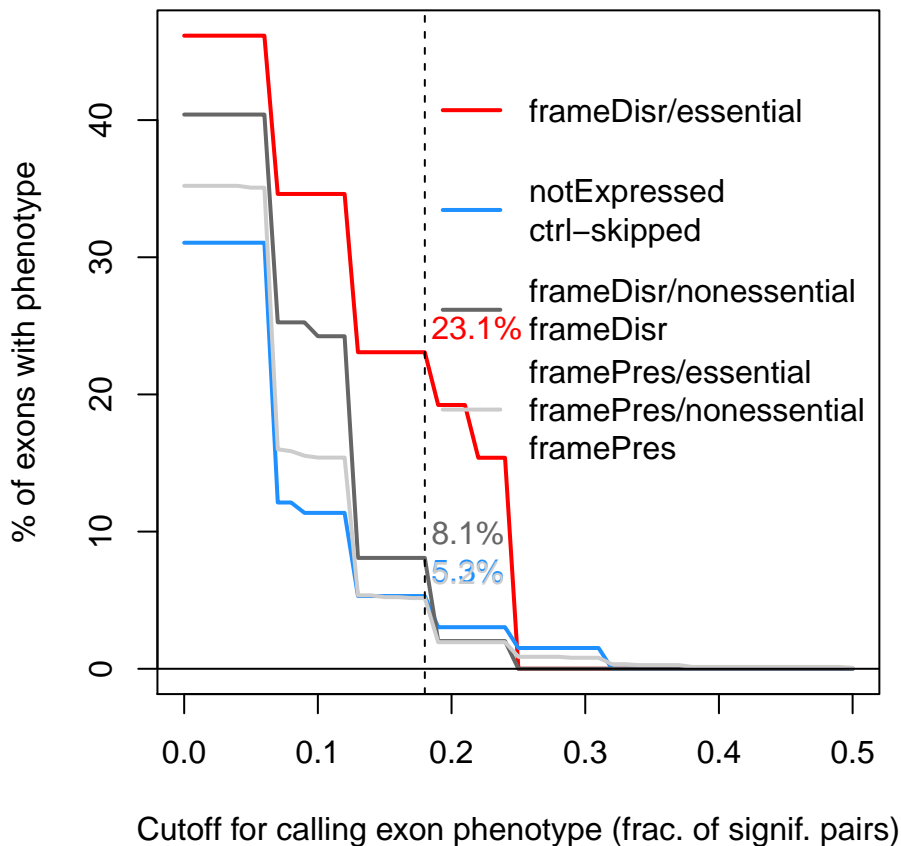 frameDisr/essential
notExpressed
ctrl−skipped
frameDisr/nonessential
23.1%
frameDisr
framePres/essential
framePres/nonessential
framePres
8.1%
5.3%
0
10
20
30
40
% of exons with phenotype
0.0 0.1 0.2 0.3 0.4 0.5
Cutoff for calling exon phenotype (frac. of signif. pairs)